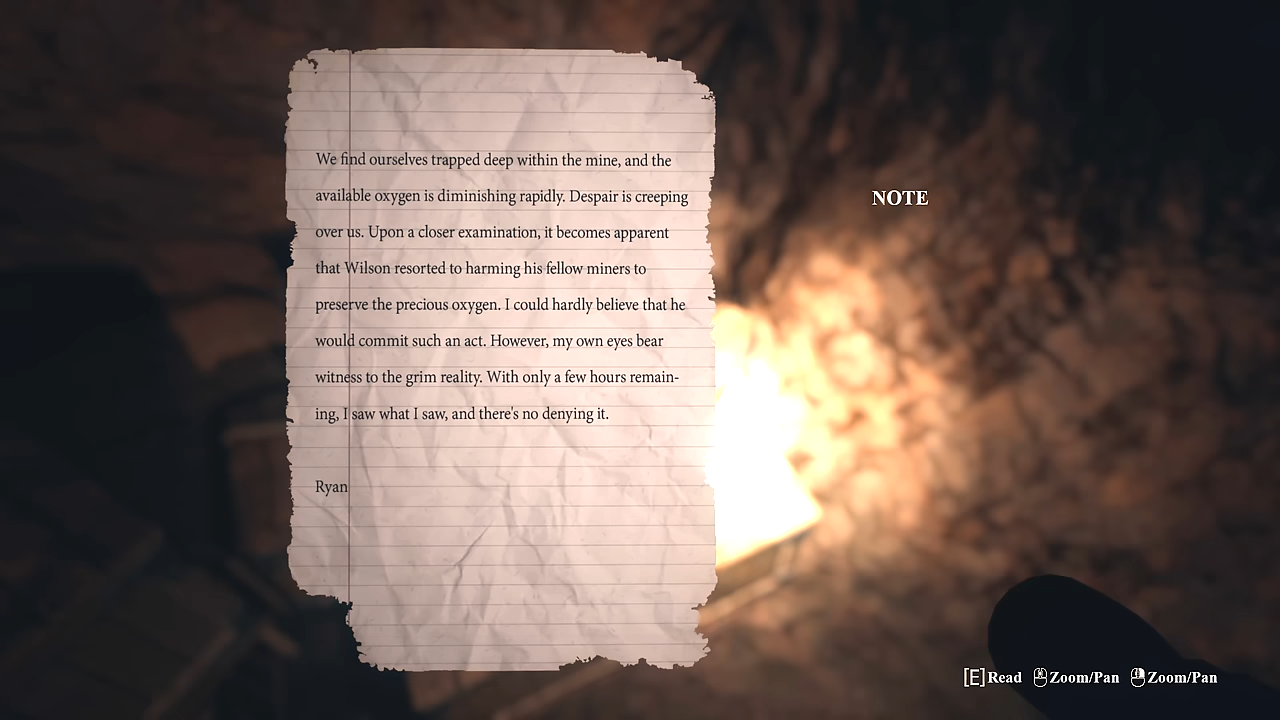 We find ourselves trapped deep within the mine, and the
available oxygen is diminishing rapidly. Despair is creeping
over us. Upon a closer examination, it becomes apparent
that Wilson resorted to harming his fellow miners to
preserve the precious oxygen. I could hardly believe that he
would commit such an act. However, my own eyes bear
witness to the grim reality. With only a few hours remain-
ing, I saw what I saw, and there's no denying it.
Ryan
NOTE
[E]Read Zoom/Pan Zoom/Pan